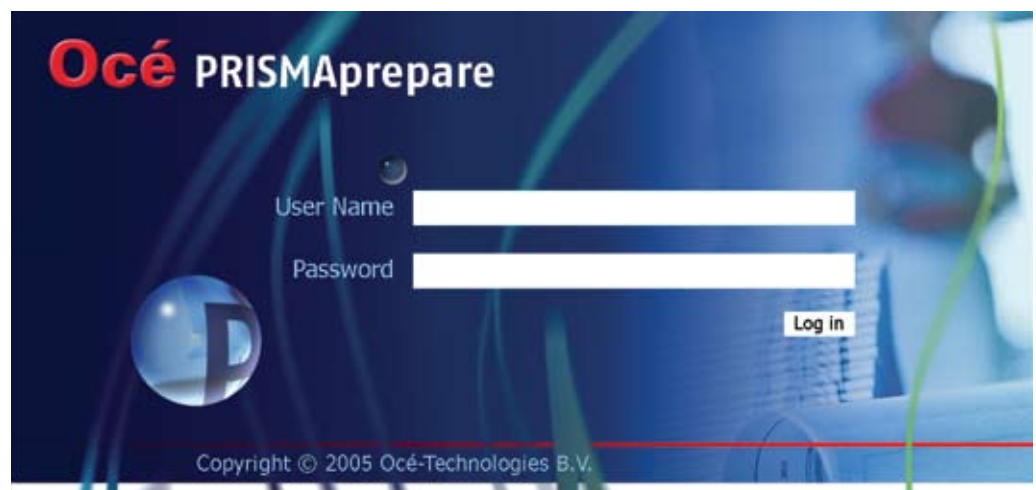 Océ PRISMAprepare
User Name
Password
P
Log in
Copyright © 2005 Océ-Technologies B.V.